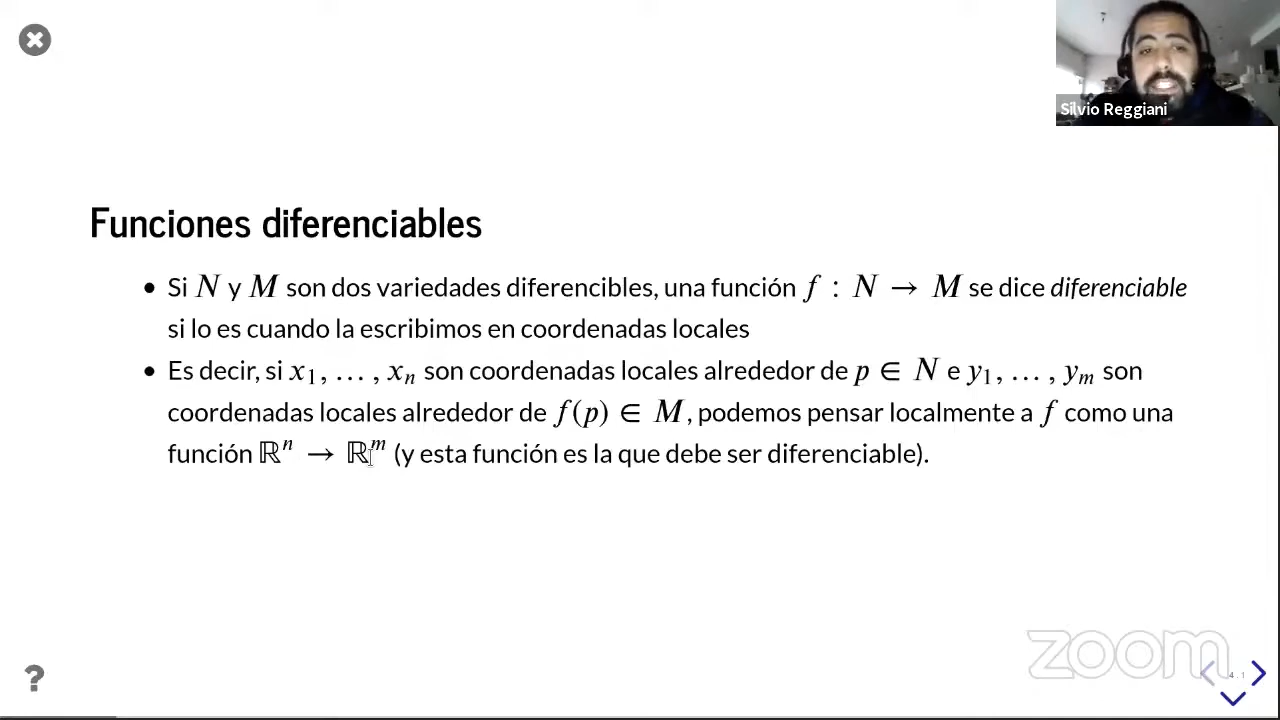 Silvio Reggiani
Funciones diferenciables
• Si N y M son dos variedades diferencibles, una función f : N → M se dice diferenciable
si lo es cuando la escribimos en coordenadas locales
• Es decir, si x₁, … , xₙ son coordenadas locales alrededor de p ∈ N e y₁, … , yₘ son
coordenadas locales alrededor de f(p) ∈ M, podemos pensar localmente a f como una
función ℝⁿ → ℝᵐ (y esta función es la que debe ser diferenciable).
zoom
4.1
?